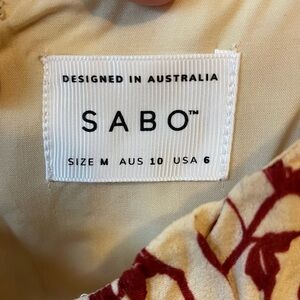 DESIGNED IN AUSTRALIA
SABO™
SIZE M AUS 10 USA 6